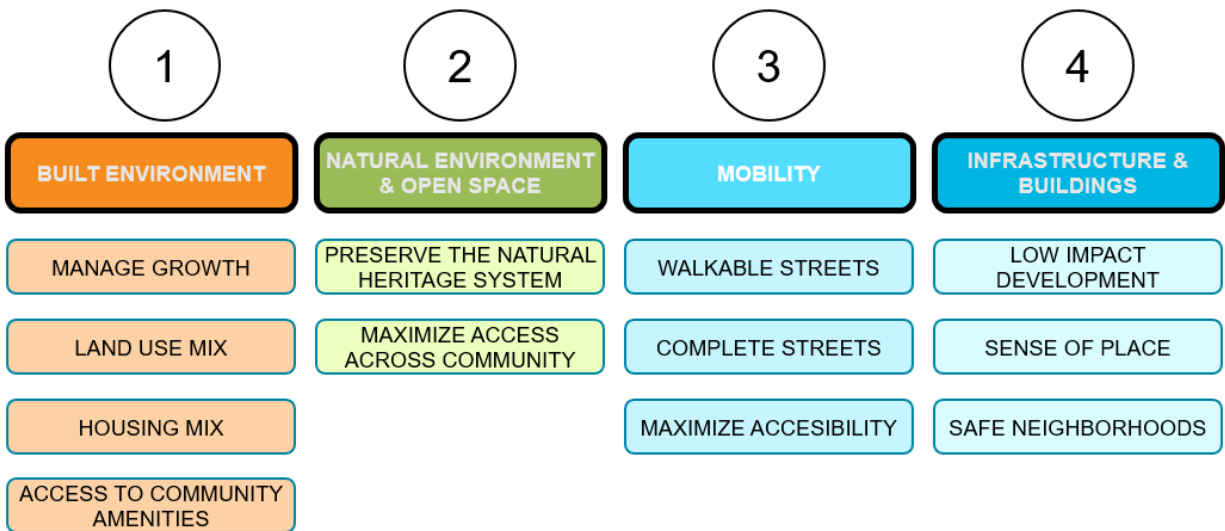 1
2
3
4
BUILT ENVIRONMENT
NATURAL ENVIRONMENT
& OPEN SPACE
MOBILITY
INFRASTRUCTURE &
BUILDINGS
MANAGE GROWTH
LAND USE MIX
HOUSING MIX
ACCESS TO COMMUNITY
AMENITIES
PRESERVE THE NATURAL
HERITAGE SYSTEM
MAXIMIZE ACCESS
ACROSS COMMUNITY
WALKABLE STREETS
COMPLETE STREETS
MAXIMIZE ACCESIBILITY
LOW IMPACT
DEVELOPMENT
SENSE OF PLACE
SAFE NEIGHBORHOODS